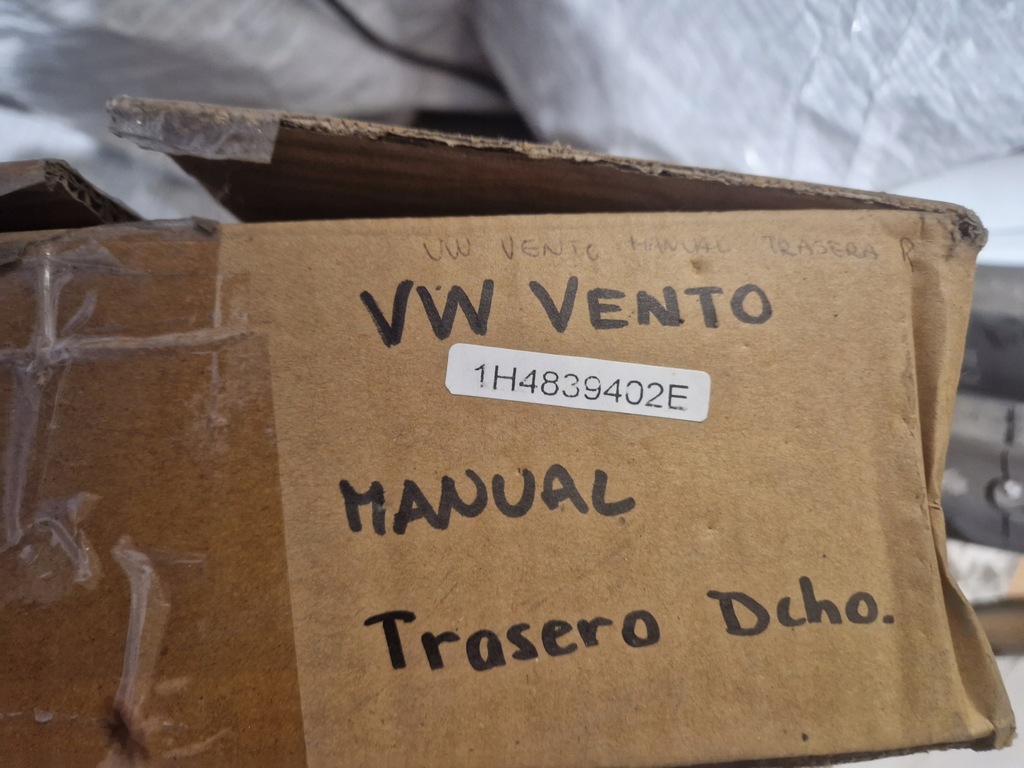 VW VENTO MANUAL TRASERA R
VW VENTO
1H4839402E
MANUAL
Trasero Dcho.